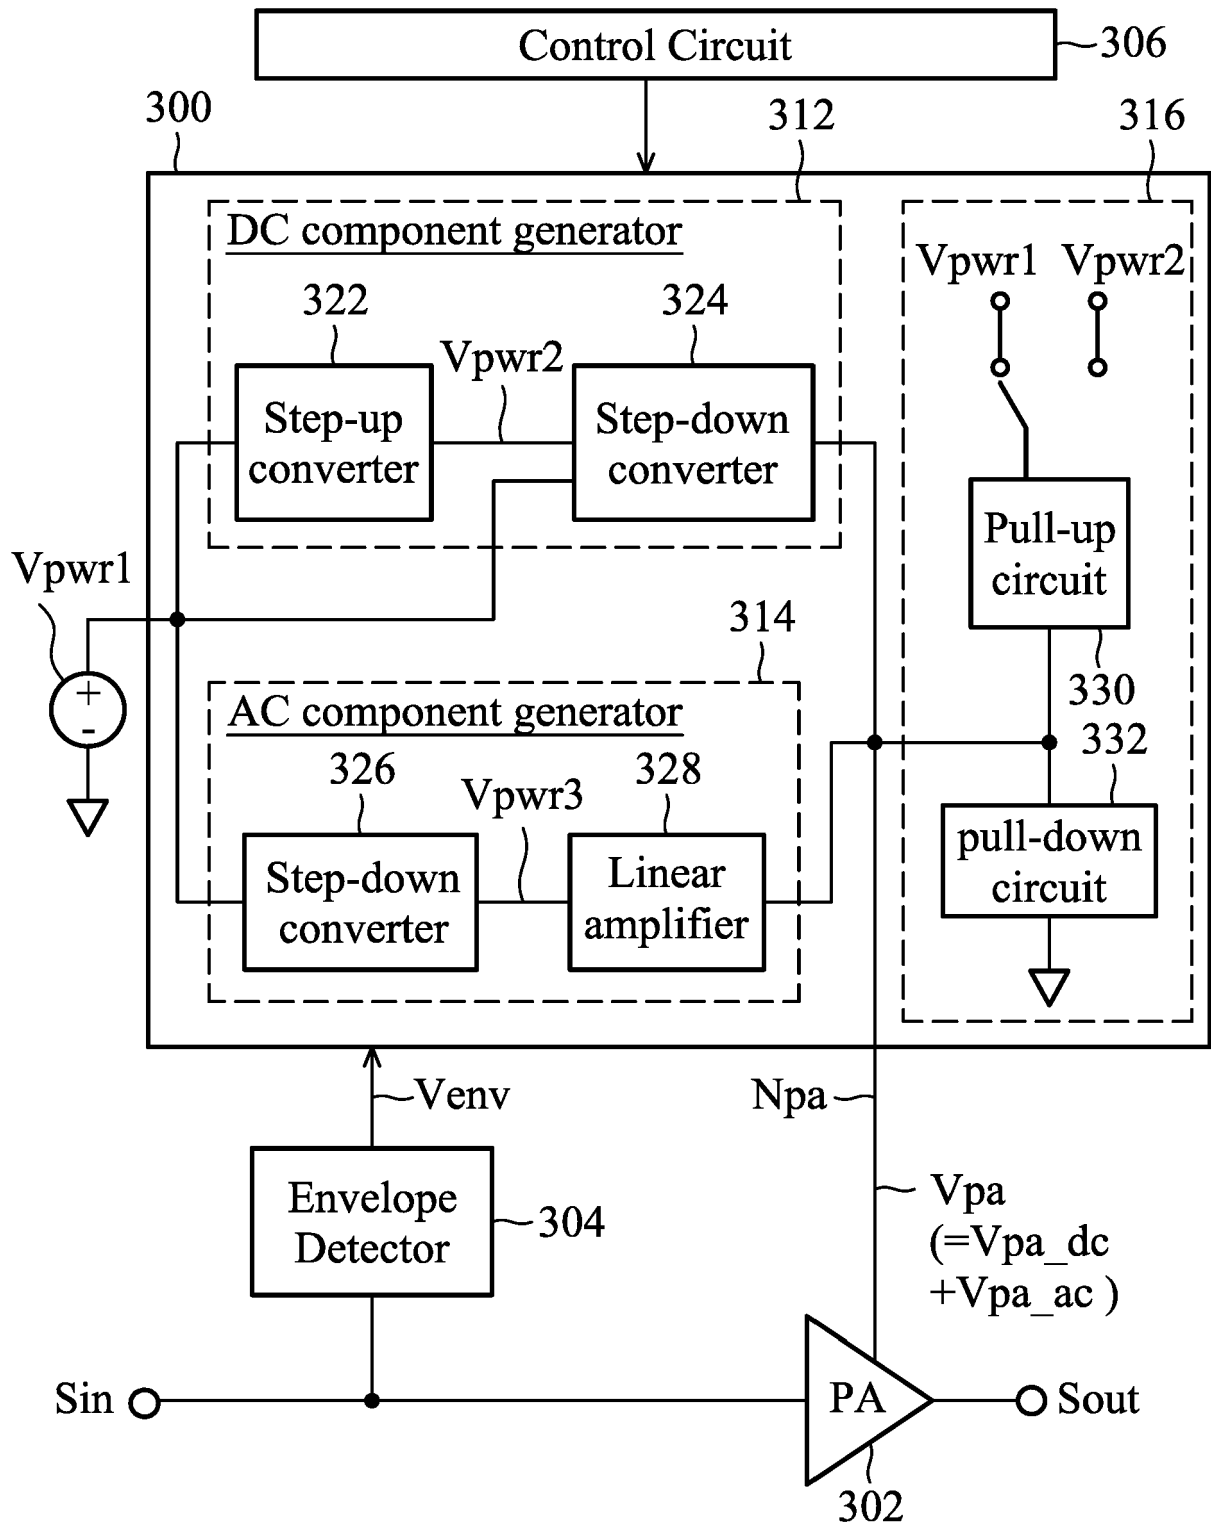 Control Circuit
306
300
312
316
DC component generator
Vpwr1
Vpwr2
322
324
Vpwr2
Step-up
converter
Step-down
converter
Pull-up
circuit
Vpwr1
+
-
314
330
AC component generator
332
326
Vpwr3
328
Step-down
converter
Linear
amplifier
pull-down
circuit
Venv
Npa
Envelope
Detector
304
Vpa
(=Vpa_dc
+Vpa_ac )
Sin
PA
Sout
302